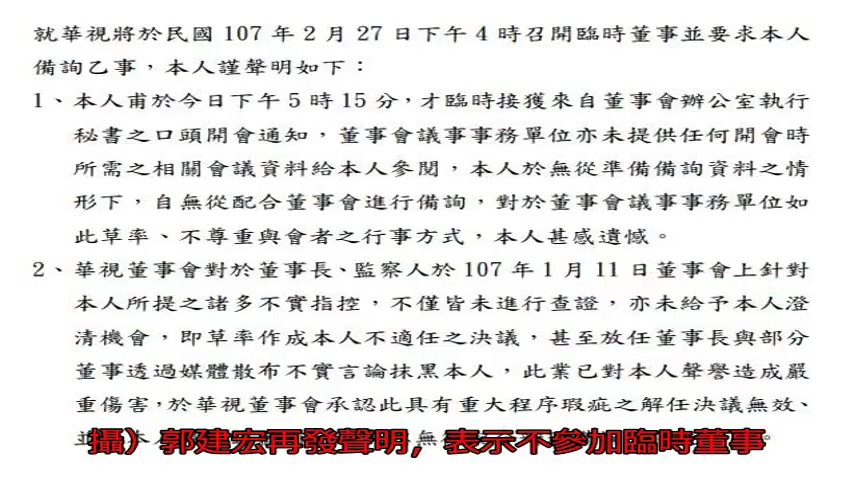 就華視將於民國 107 年 2 月 27 日下午 4 時召開臨時董事並要求本人
備詢乙事，本人謹聲明如下：
1、本人甫於今日下午 5 時 15 分，才臨時接獲來自董事會辦公室執行
秘書之口頭開會通知，董事會議事事務單位亦未提供任何開會時
所需之相關會議資料給本人參閱，本人於無從準備備詢資料之情
形下，自無從配合董事會進行備詢，對於董事會議事事務單位如
此草率、不尊重與會者之行事方式，本人甚感遺憾。
2、華視董事會對於董事長、監察人於 107 年 1 月 11 日董事會上針對
本人所提之諸多不實指控，不僅皆未進行查證，亦未給予本人澄
清機會，即草率作成本人不適任之決議，甚至放任董事長與部分
董事透過媒體散布不實言論抹黑本人，此業已對本人聲譽造成嚴
重傷害，於華視董事會承認此具有重大程序瑕疵之解任決議無效、
攝）郭建宏再發聲明，表示不參加臨時董事